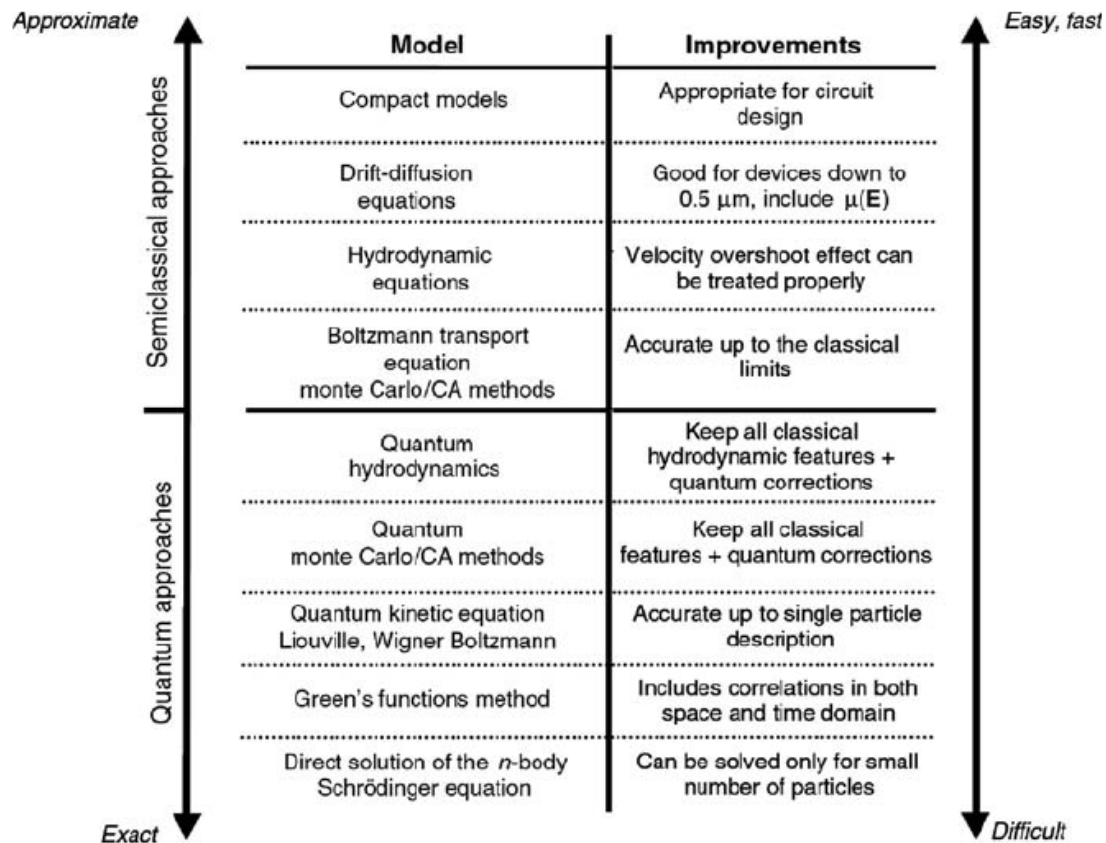 Approximate
Easy, fast
Model
Improvements
Semiclassical approaches
Compact models
Appropriate for circuit
design
Drift-diffusion
equations
Good for devices down to
0.5 μm, include μ(E)
Hydrodynamic
equations
Velocity overshoot effect can
be treated properly
Boltzmann transport
equation
monte Carlo/CA methods
Accurate up to the classical
limits
Quantum approaches
Quantum
hydrodynamics
Keep all classical
hydrodynamic features +
quantum corrections
Quantum
monte Carlo/CA methods
Keep all classical
features + quantum corrections
Quantum kinetic equation
Liouville, Wigner Boltzmann
Accurate up to single particle
description
Green's functions method
Includes correlations in both
space and time domain
Direct solution of the n-body
Schrödinger equation
Can be solved only for small
number of particles
Exact
Difficult